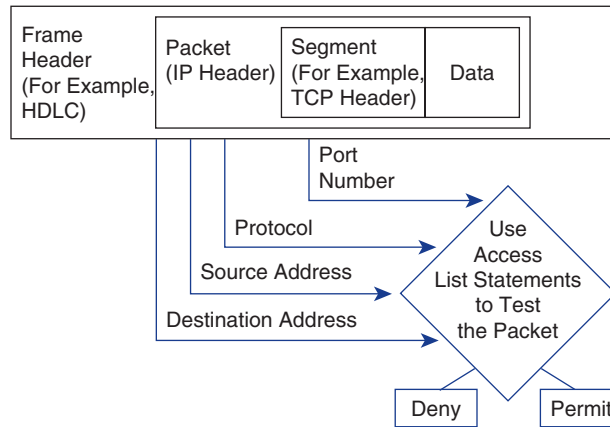 Frame
Header
(For Example,
HDLC)
Packet
(IP Header)
Segment
(For Example,
TCP Header)
Data
Port
Number
Protocol
Source Address
Destination Address
Use
Access
List Statements
to Test
the Packet
Deny
Permit